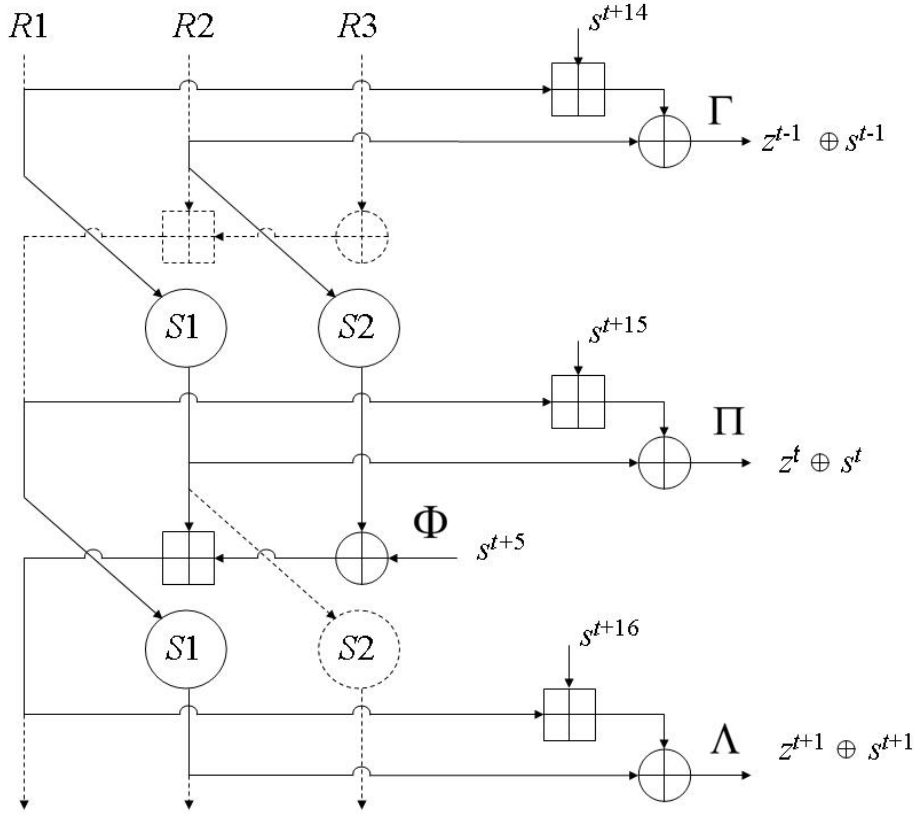 R1 R2 R3 s^{t+14}
Γ
z^{t-1} ⊕ s^{t-1}
S1 S2 s^{t+15}
Π
z^t ⊕ s^t
Φ
s^{t+5}
S1 S2 s^{t+16}
Λ
z^{t+1} ⊕ s^{t+1}